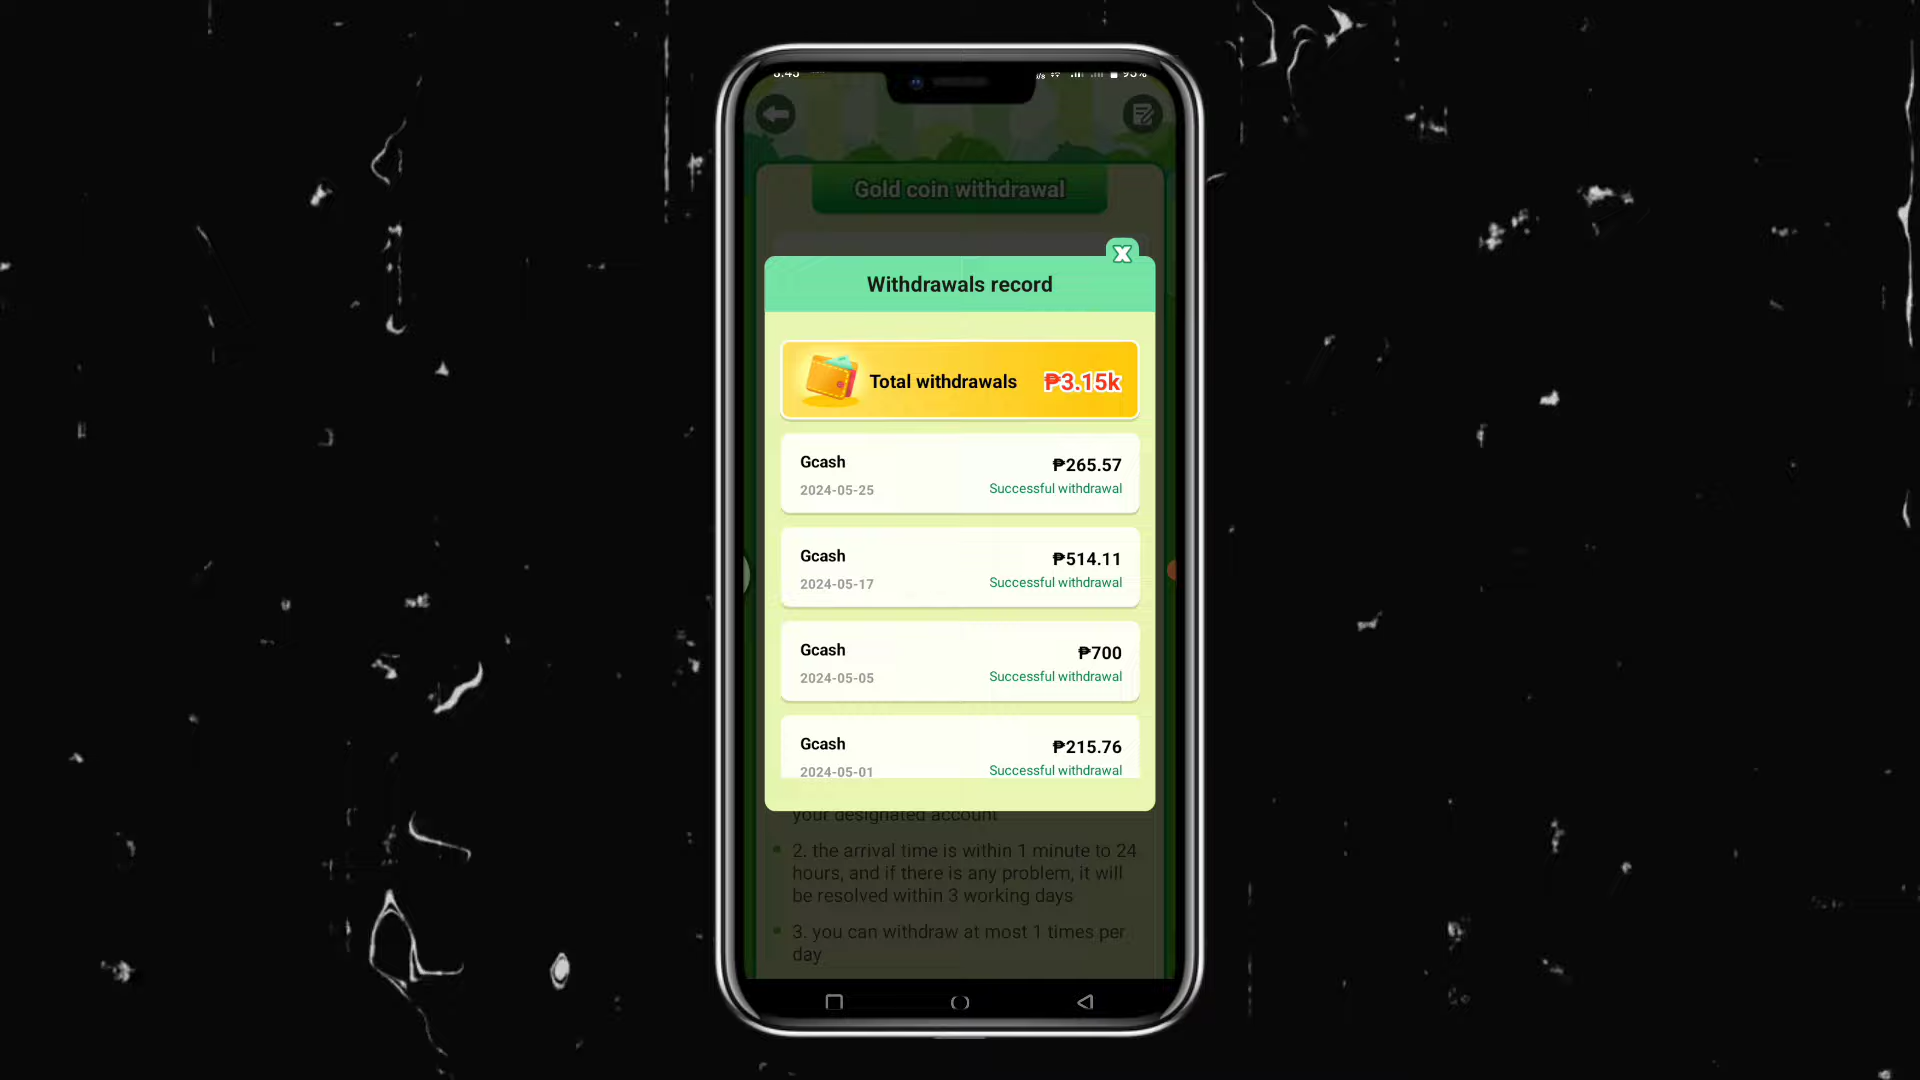 Gold coin withdrawal
X
Withdrawals record
Total withdrawals ₱3.15k
Gcash ₱265.57
2024-05-25 Successful withdrawal
Gcash ₱514.11
2024-05-17 Successful withdrawal
Gcash ₱700
2024-05-05 Successful withdrawal
Gcash ₱215.76
2024-05-01 Successful withdrawal
your designated account
2. the arrival time is within 1 minute to 24
hours, and if there is any problem, it will
be resolved within 3 working days
3. you can withdraw at most 1 times per
day